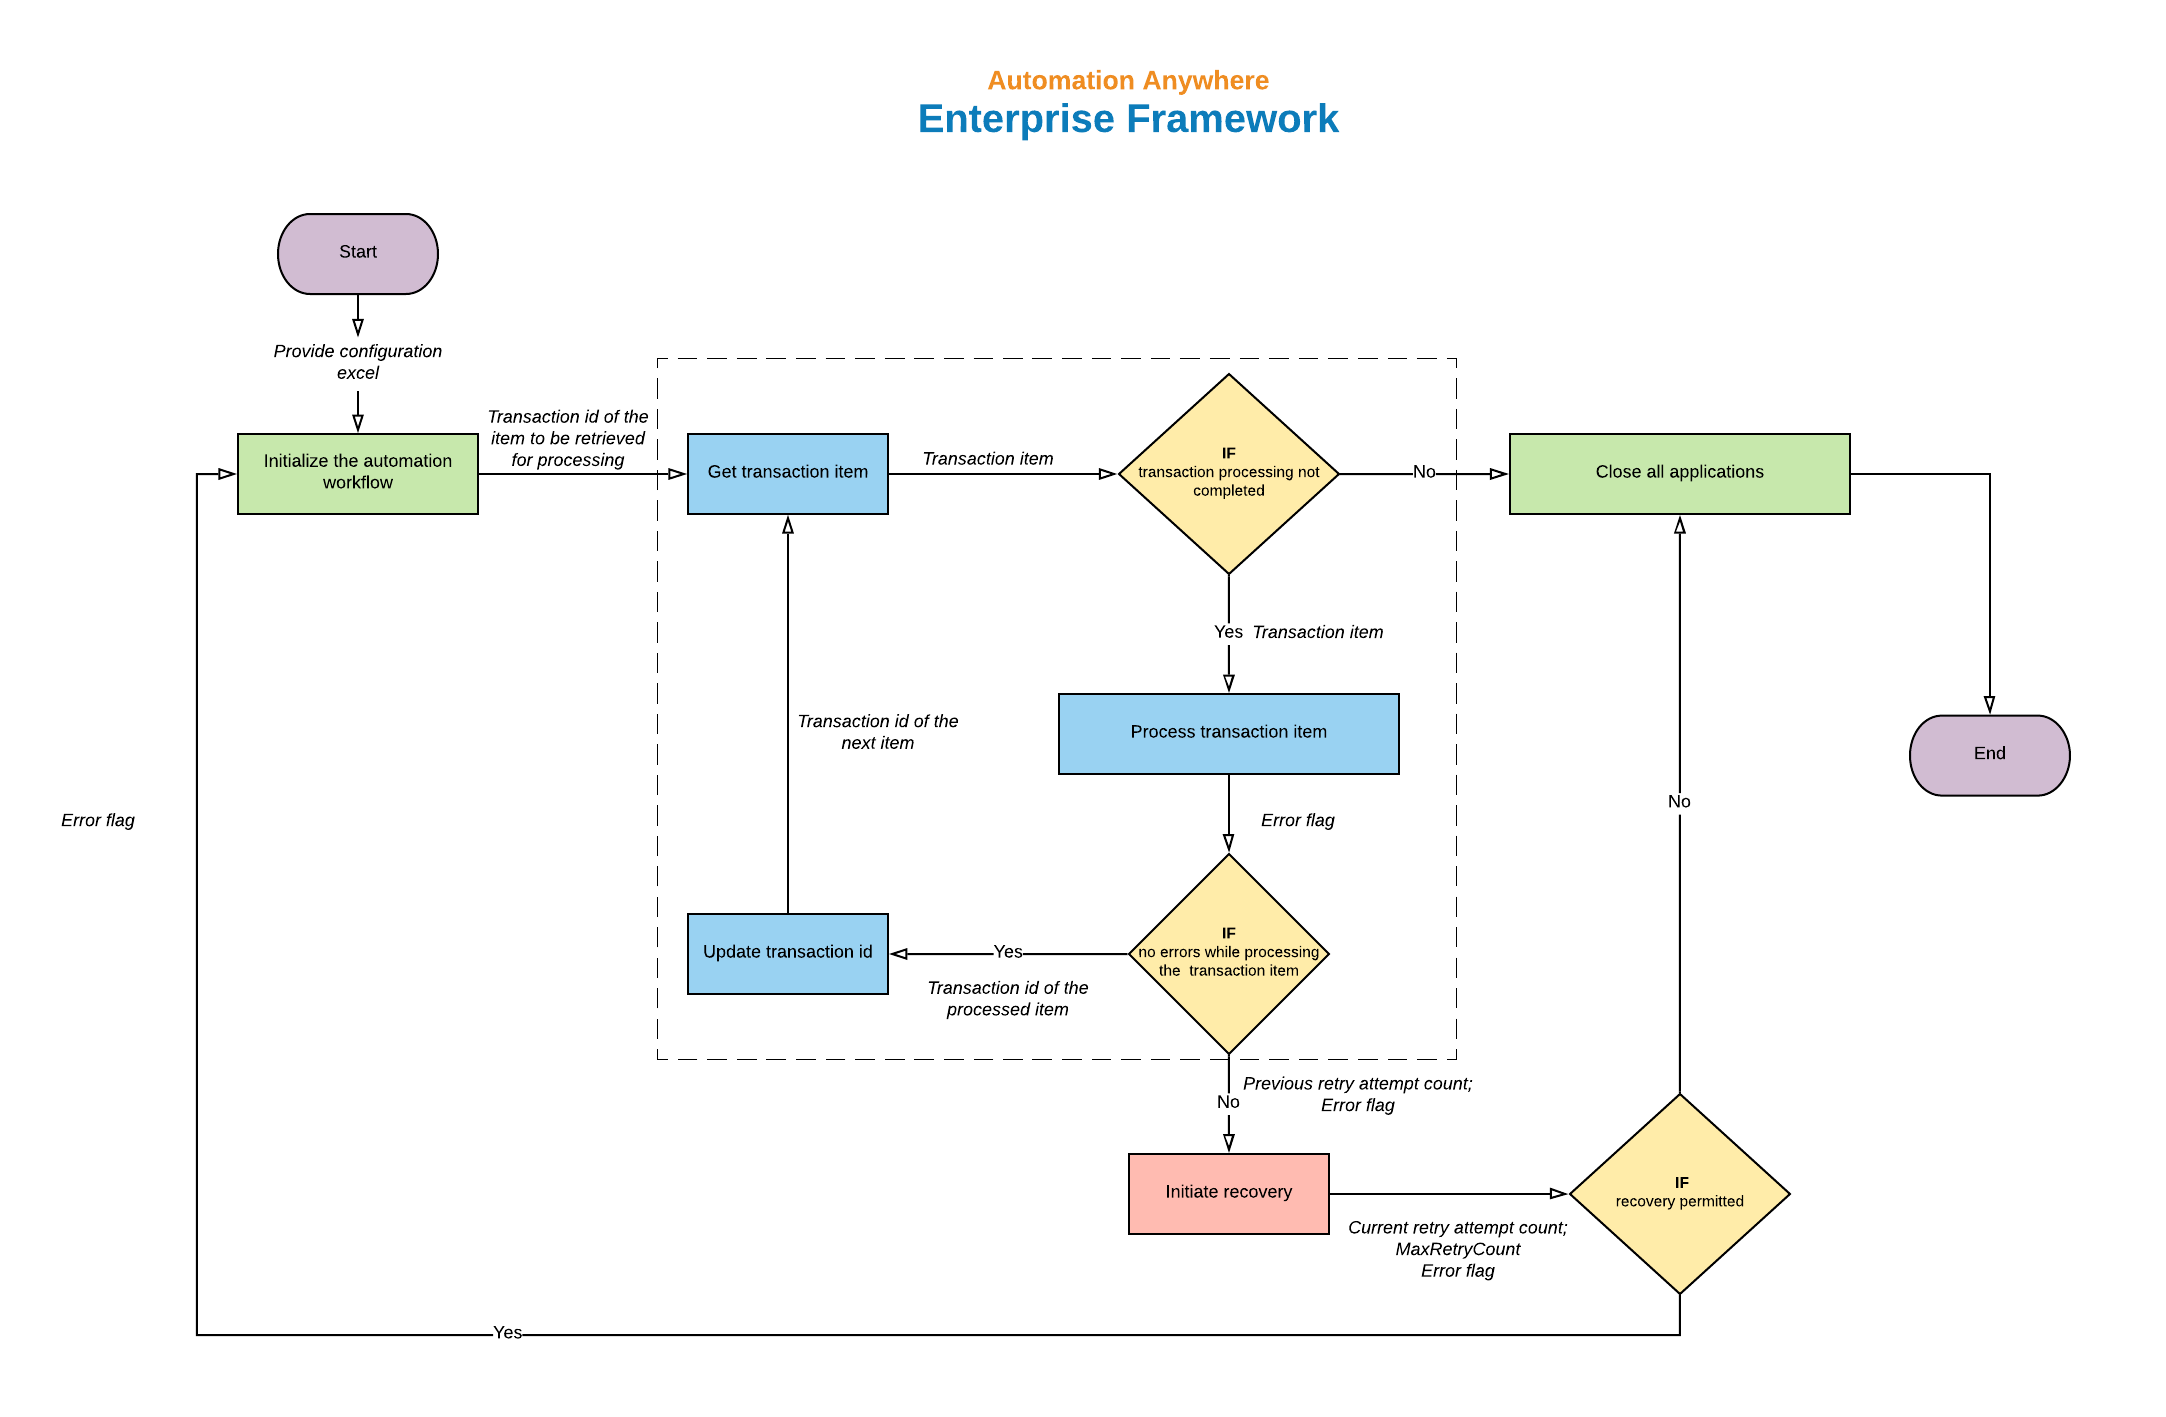 Automation Anywhere
Enterprise Framework
Start
Provide configuration
excel
Initialize the automation
workflow
Transaction id of the
item to be retrieved
for processing
Get transaction item
Transaction item
IF
transaction processing not
completed
No
Close all applications
Yes
Transaction item
Process transaction item
Transaction id of the
next item
Error flag
Error flag
No
End
Update transaction id
Yes
Transaction id of the
processed item
IF
no errors while processing
the  transaction item
No
Previous retry attempt count;
Error flag
Initiate recovery
Current retry attempt count;
MaxRetryCount
Error flag
IF
recovery permitted
Yes